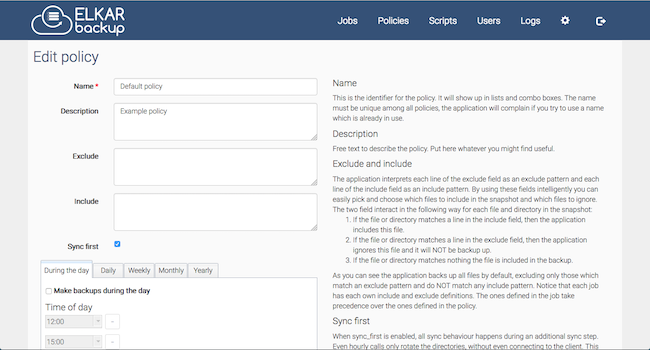 ELKAR
backup
Jobs Policies Scripts Users Logs
Edit policy
Name * Default policy
Description Example policy
Exclude
Include
Sync first
During the day Daily Weekly Monthly Yearly
Make backups during the day
Time of day
12:00 -
15:00 -
Name
This is the identifier for the policy. It will show up in lists and combo boxes. The name
must be unique among all policies, the application will complain if you try to use a name
which is already in use.
Description
Free text to describe the policy. Put here whatever you might find useful.
Exclude and include
The application interprets each line of the exclude field as an exclude pattern and each
line of the include field as an include pattern. By using these fields intelligently you can
easily pick and choose which files to include in the snapshot and which files to ignore.
The two field interact in the following way for each file and directory in the snapshot:
1. If the file or directory matches a line in the include field, then the application
includes this file.
2. If the file or directory matches a line in the exclude field, then the application
ignores this file and it will NOT be backup up.
3. If the file or directory matches nothing the file is included in the backup.
As you can see the application backs up all files by default, excluding only those which
match an exclude pattern and do NOT match any include pattern. Notice that each job
has each own include and exclude definitions. The ones defined in the job take
precedence over the ones defined in the policy.
Sync first
When sync_first is enabled, all sync behaviour happens during an additional sync step.
Even hourly calls only rotate the directories, without even connecting to the client. This